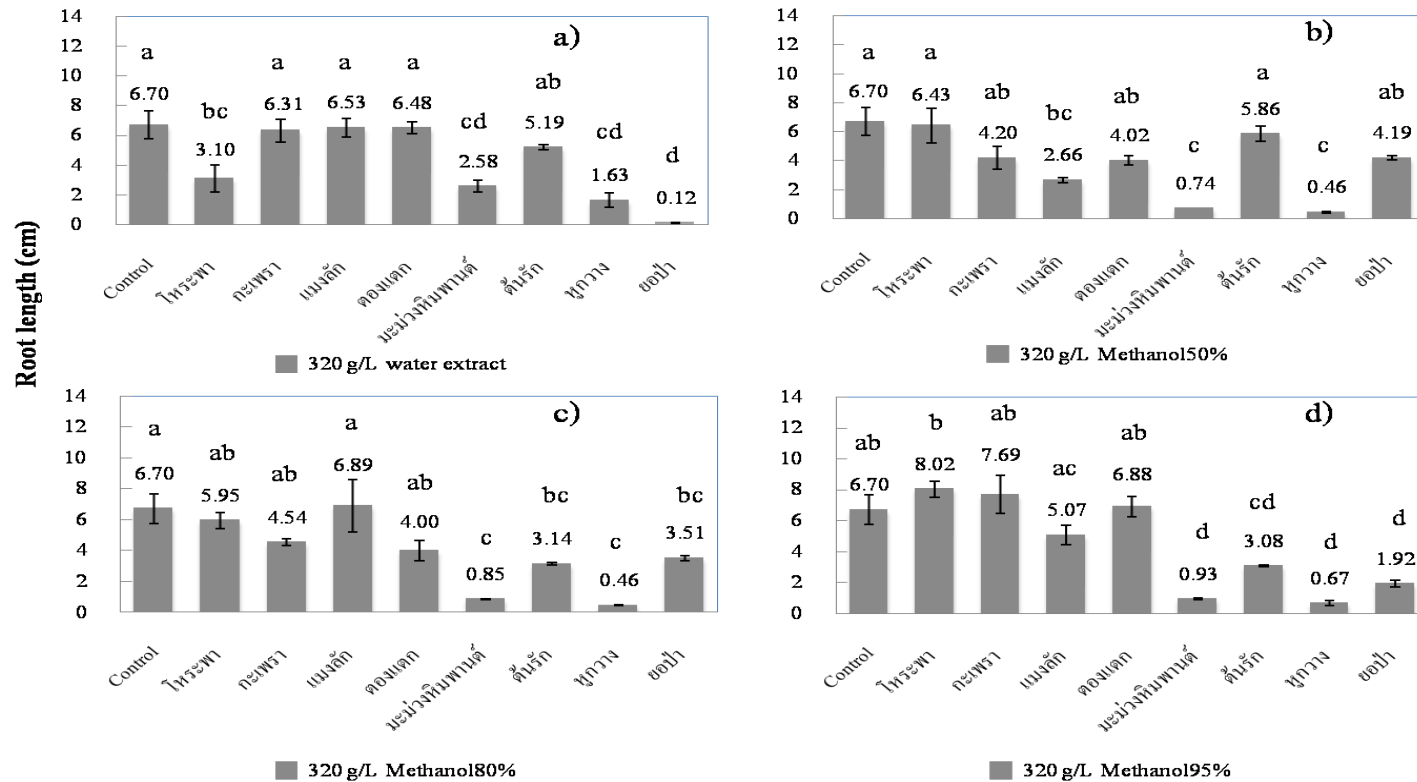 Root length (cm)
a)
14
12
10
8
6
4
2
0
a
bc
a
a
a
cd
ab
cd
d
6.70
3.10
6.31
6.53
6.48
2.58
5.19
1.63
0.12
Control
โหระพา
กะเพรา
แมงลัก
ตองแตก
มะม่วงหิมพานต์
ต้นรัก
หูกวาง
ยอป่า
320 g/L water extract
b)
14
12
10
8
6
4
2
0
a
a
ab
bc
ab
c
a
c
ab
6.70
6.43
4.20
2.66
4.02
0.74
5.86
0.46
4.19
Control
โหระพา
กะเพรา
แมงลัก
ตองแตก
มะม่วงหิมพานต์
ต้นรัก
หูกวาง
ยอป่า
320 g/L Methanol50%
c)
14
12
10
8
6
4
2
0
a
ab
ab
a
ab
c
bc
c
bc
6.70
5.95
4.54
6.89
4.00
0.85
3.14
0.46
3.51
Control
โหระพา
กะเพรา
แมงลัก
ตองแตก
มะม่วงหิมพานต์
ต้นรัก
หูกวาง
ยอป่า
320 g/L Methanol80%
d)
14
12
10
8
6
4
2
0
ab
b
ab
ac
ab
d
cd
d
d
6.70
8.02
7.69
5.07
6.88
0.93
3.08
0.67
1.92
Control
โหระพา
กะเพรา
แมงลัก
ตองแตก
มะม่วงหิมพานต์
ต้นรัก
หูกวาง
ยอป่า
320 g/L Methanol95%